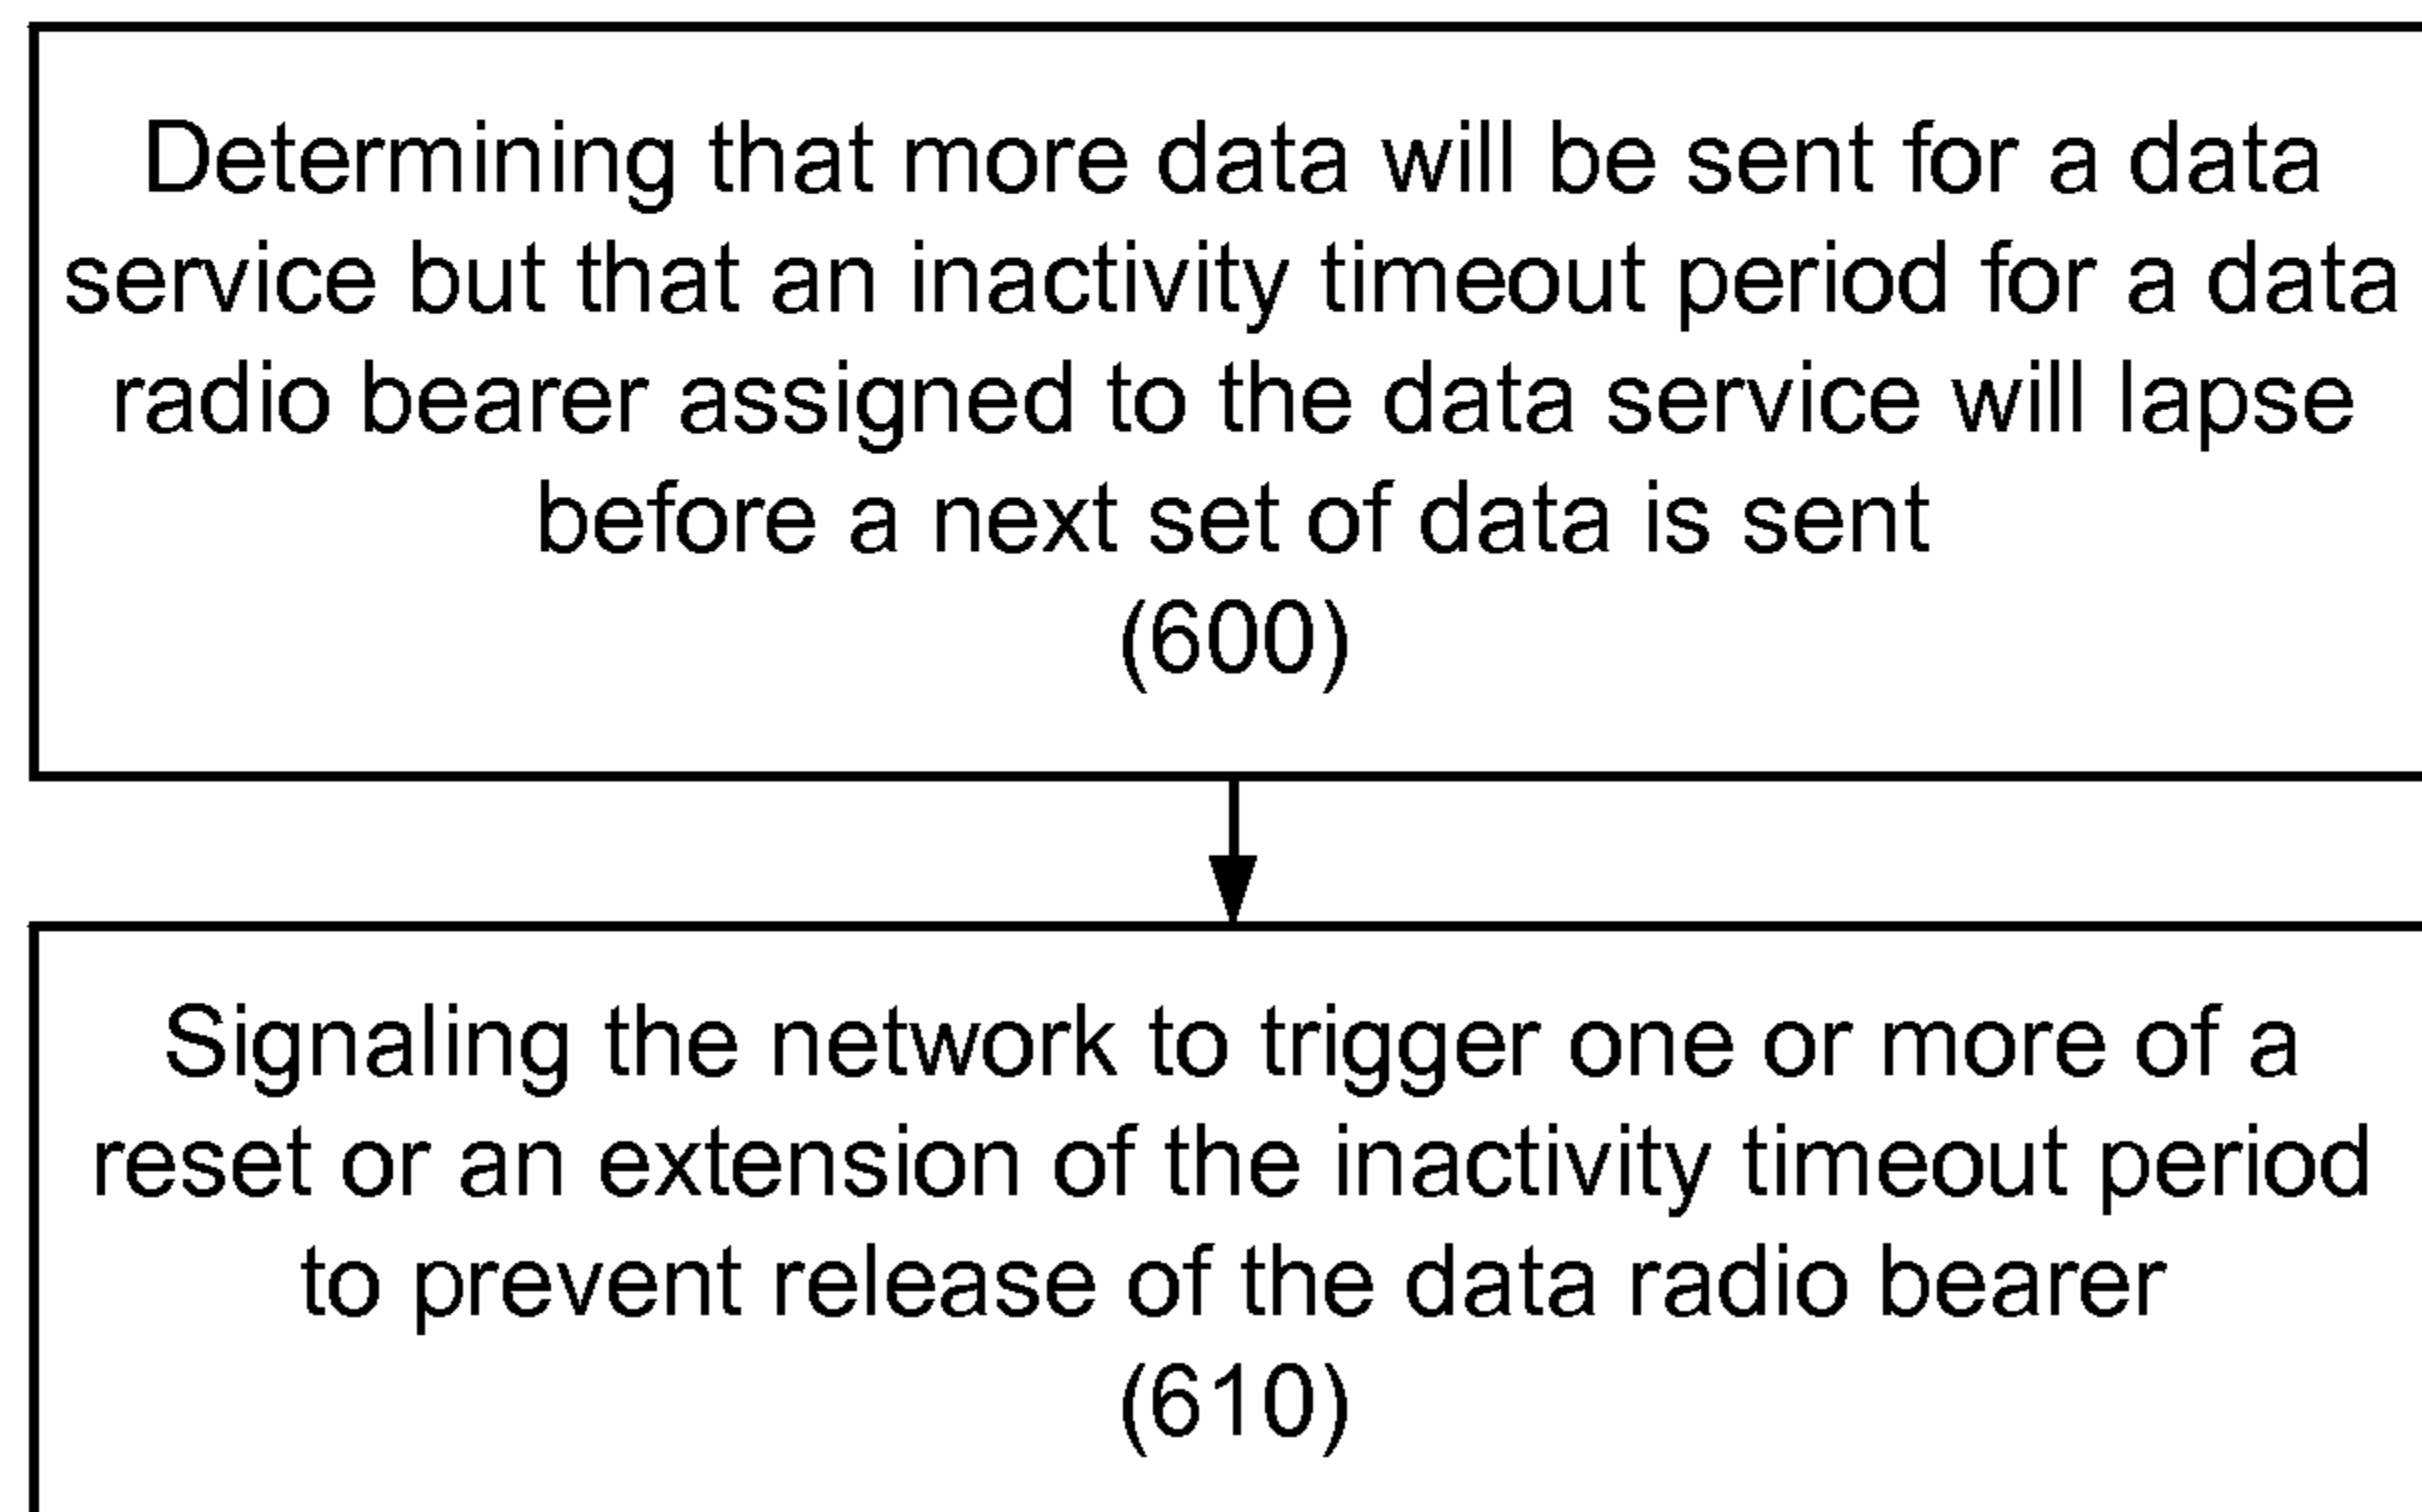 Determining that more data will be sent for a data
service but that an inactivity timeout period for a data
radio bearer assigned to the data service will lapse
before a next set of data is sent
(600)
Signaling the network to trigger one or more of a
reset or an extension of the inactivity timeout period
to prevent release of the data radio bearer
(610)